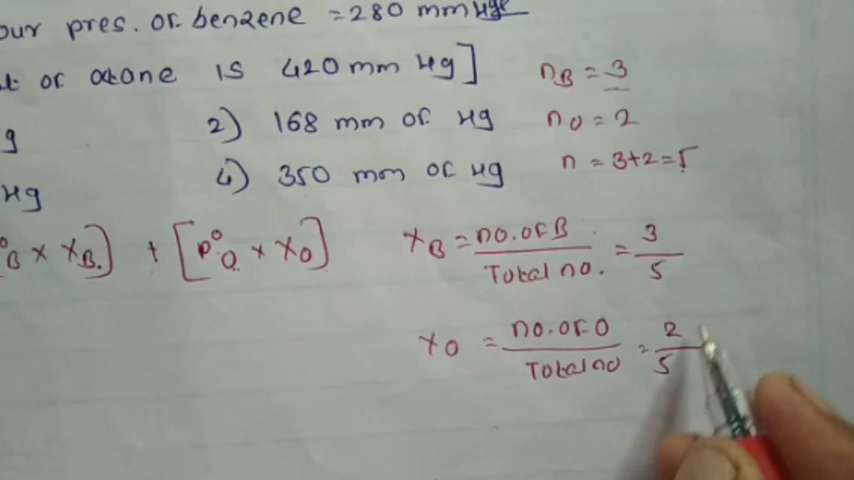 our pres. of benzene = 280 mm Hg
of octane is 420 mm Hg]
nB = 3
g
2) 168 mm of Hg
nO = 2
Hg
4) 350 mm of Hg
n = 3+2=5
°B × XB.) + [P°O × XO]
XB = no.of B / Total no. = 3/5
XO = no.of O / Total no = 2/5